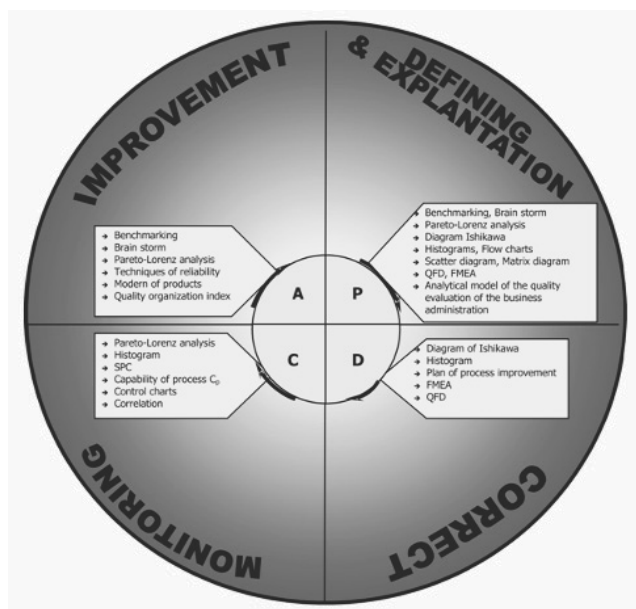 IMPROVEMENT
DEFINING
& EXPLANTATION
→ Benchmarking
→ Brain storm
→ Pareto-Lorenz analysis
→ Techniques of reliability
→ Modern of products
→ Quality organization index
→ Benchmarking, Brain storm
→ Pareto-Lorenz analysis
→ Diagram Ishikawa
→ Histograms, Flow charts
→ Scatter diagram, Matrix diagram
→ QFD, FMEA
→ Analytical model of the quality
evaluation of the business
administration
A
P
C
D
→ Pareto-Lorenz analysis
→ Histogram
→ SPC
→ Capability of process Cp
→ Control charts
→ Correlation
→ Diagram of Ishikawa
→ Histogram
→ Plan of process improvement
→ FMEA
→ QFD
MONITORING
CORRECT